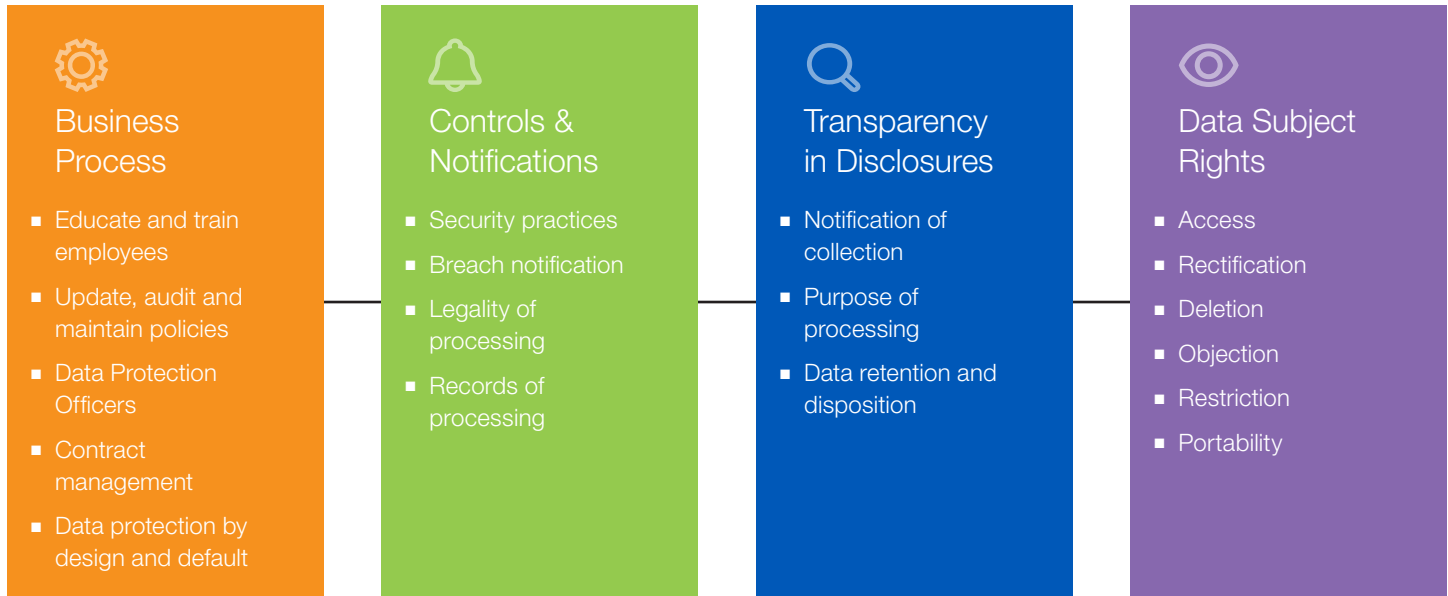 Business
Process
Educate and train
employees
Update, audit and
maintain policies
Data Protection
Officers
Contract
management
Data protection by
design and default
Controls &
Notifications
Security practices
Breach notification
Legality of
processing
Records of
processing
Transparency
in Disclosures
Notification of
collection
Purpose of
processing
Data retention and
disposition
Data Subject
Rights
Access
Rectification
Deletion
Objection
Restriction
Portability